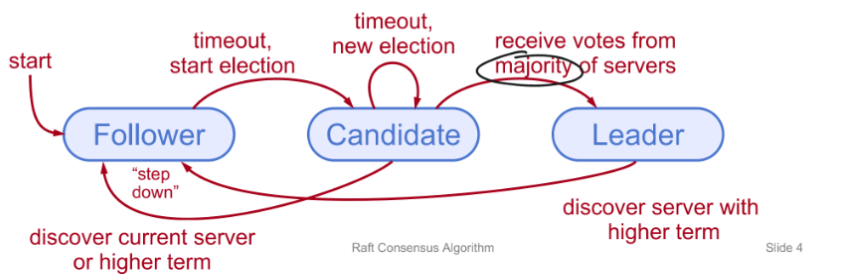 start
timeout,
start election
timeout,
new election
receive votes from
majority of servers
Follower
Candidate
Leader
“step
down”
discover current server
or higher term
discover server with
higher term
Raft Consensus Algorithm
Slide 4